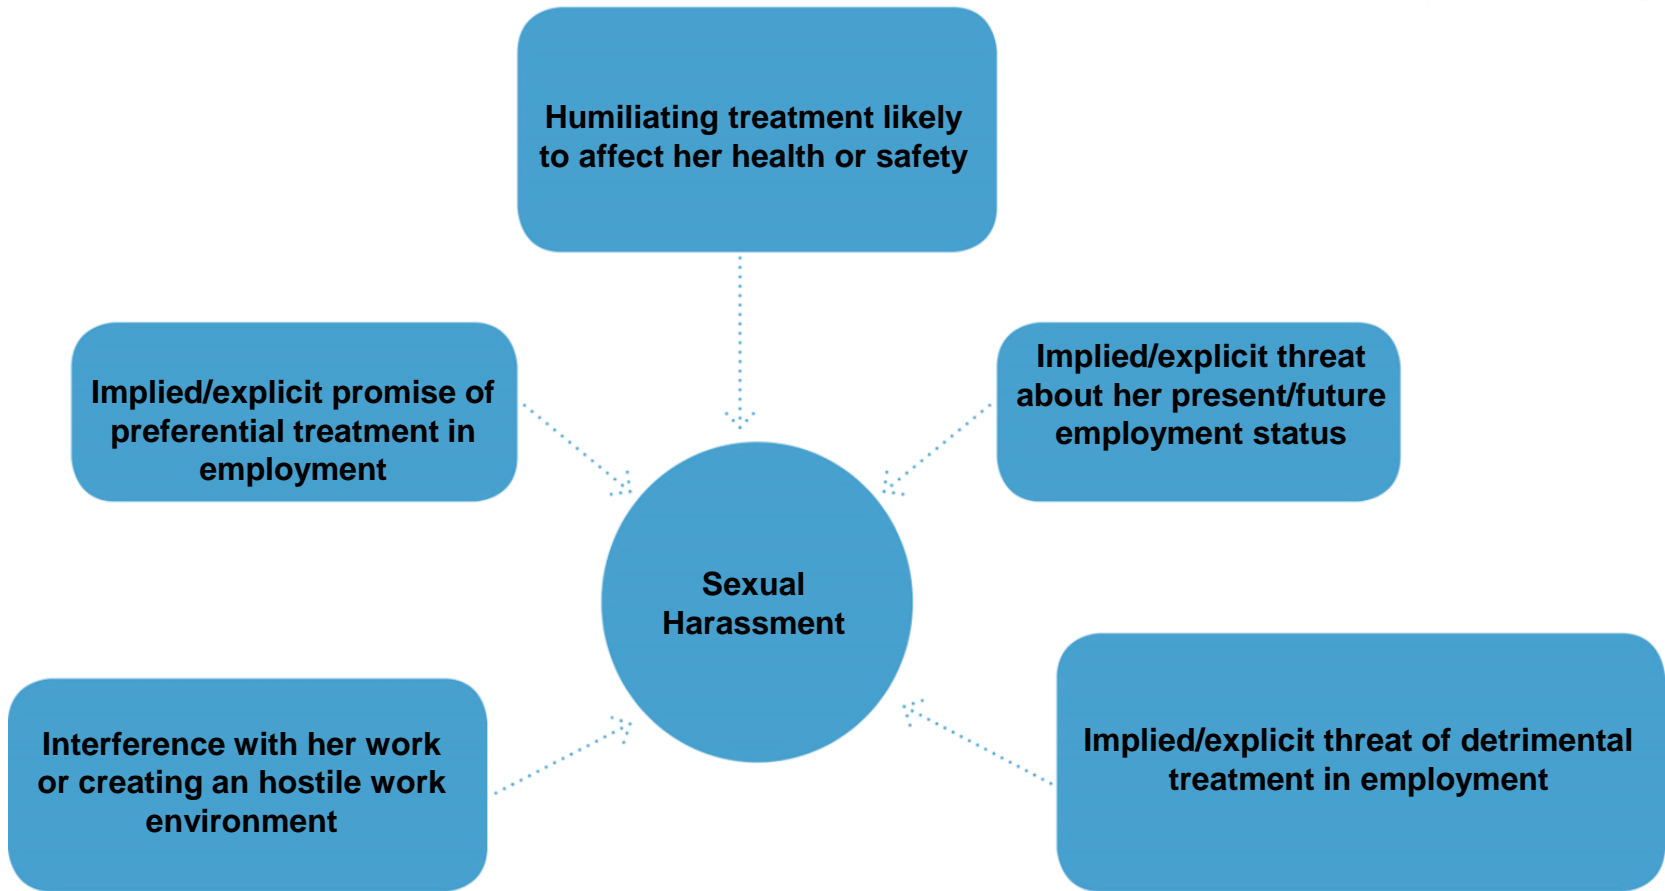 Humiliating treatment likely
to affect her health or safety
Implied/explicit promise of
preferential treatment in
employment
Implied/explicit threat
about her present/future
employment status
Sexual
Harassment
Interference with her work
or creating an hostile work
environment
Implied/explicit threat of detrimental
treatment in employment